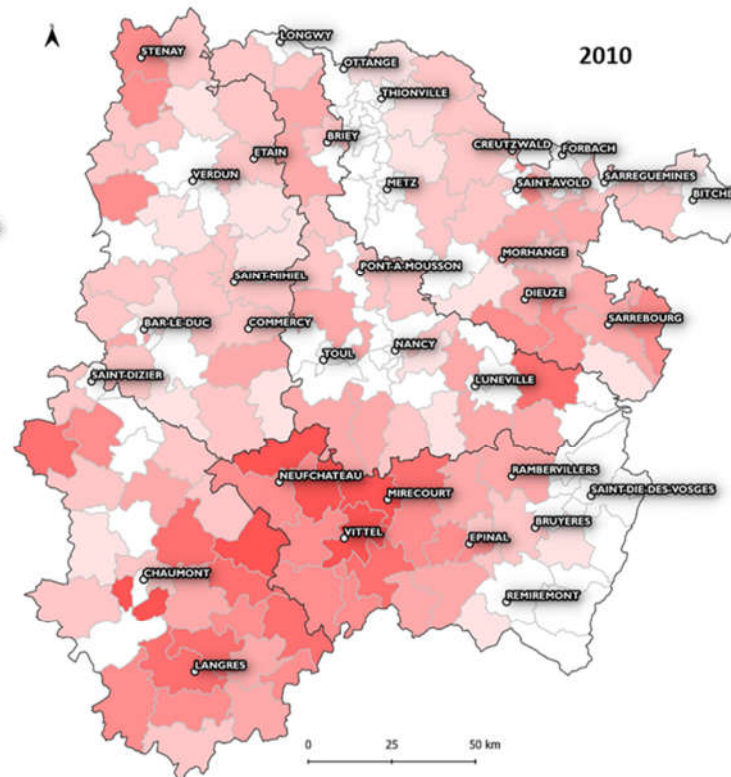 LONGWY
STENAY
2010
OTTANGE
THIONVILLE
BRIEY
CREUTZWALD
FORBACH
ETAIN
VERDUN
METZ
SAINT-AVOLD
SARREGUEMINES
BITCHE
MORHANGE
PONT-A-MOUSSON
SAINT-MIHIEL
DIEUZE
BAR-LE-DUC
COMMERCY
SARREBOURG
NANCY
TOUL
SAINT-DIZIER
LUNEVILLE
NEUFCHATEAU
RAMBERVILLERS
MIRECOURT
SAINT-DIE-DES-VOSGES
BRUYERES
VITTEL
EPINAL
CHAUMONT
REMIREMONT
LANGRES
0 25 50 km